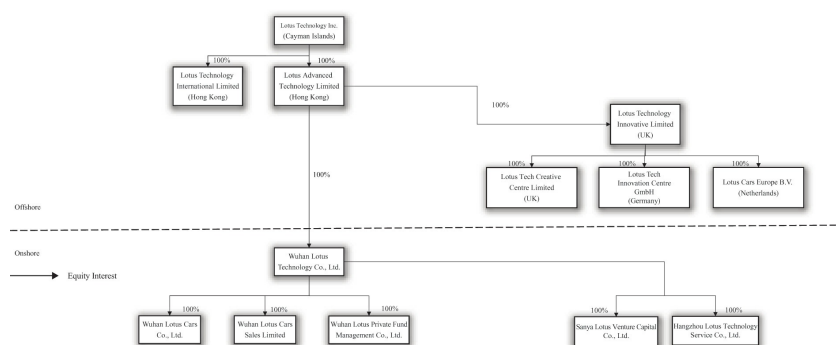 Lotus Technology Inc.
(Cayman Islands)
100%
100%
Lotus Technology
International Limited
(Hong Kong)
Lotus Advanced
Technology Limited
(Hong Kong)
100%
Lotus Technology
Innovative Limited
(UK)
100%
100%
100%
100%
Lotus Tech Creative
Centre Limited
(UK)
Lotus Tech
Innovation Centre
GmbH
(Germany)
Lotus Cars Europe B.V.
(Netherlands)
Offshore
Onshore
Equity Interest
Wuhan Lotus
Technology Co., Ltd.
100%
100%
100%
100%
100%
Wuhan Lotus Cars
Co., Ltd.
Wuhan Lotus Cars
Sales Limited
Wuhan Lotus Private Fund
Management Co., Ltd.
Sanya Lotus Venture Capital
Co., Ltd.
Hangzhou Lotus Technology
Service Co., Ltd.